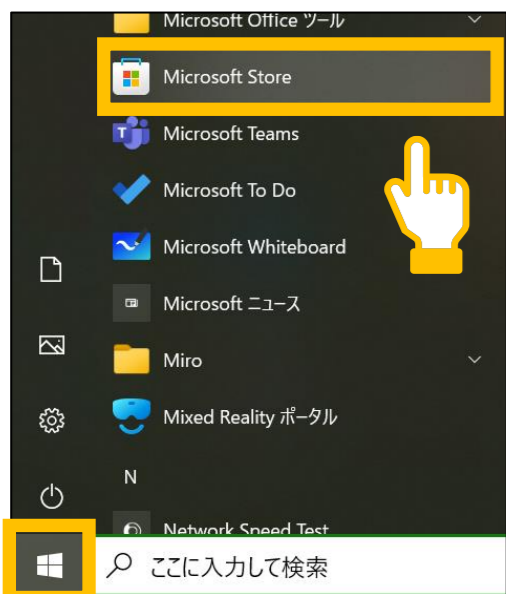 Microsoft Office ツール
Microsoft Store
Microsoft Teams
Microsoft To Do
Microsoft Whiteboard
Microsoft ニュース
Miro
Mixed Reality ポータル
N
Network Speed Test
ここに入力して検索